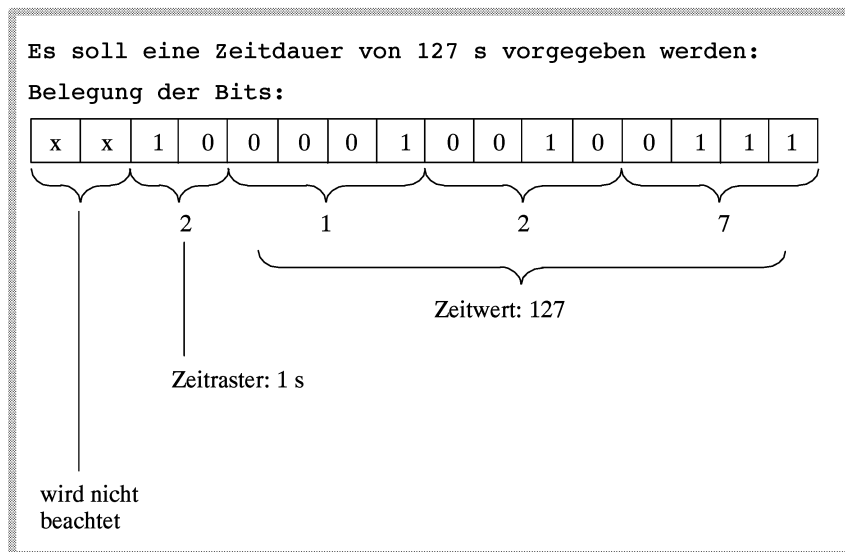 Es soll eine Zeitdauer von 127 s vorgegeben werden:
Belegung der Bits:
x x 1 0 0 0 0 1 0 0 1 0 0 1 1 1
2 1 2 7
Zeitwert: 127
Zeitraster: 1 s
wird nicht
beachtet